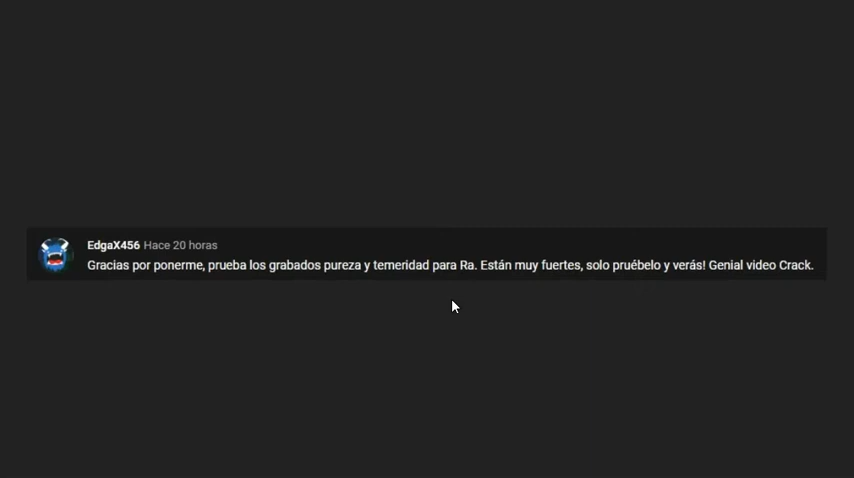 EdgaX456 Hace 20 horas
Gracias por ponerme, prueba los grabados pureza y temeridad para Ra. Están muy fuertes, solo pruébelo y verás! Genial video Crack.